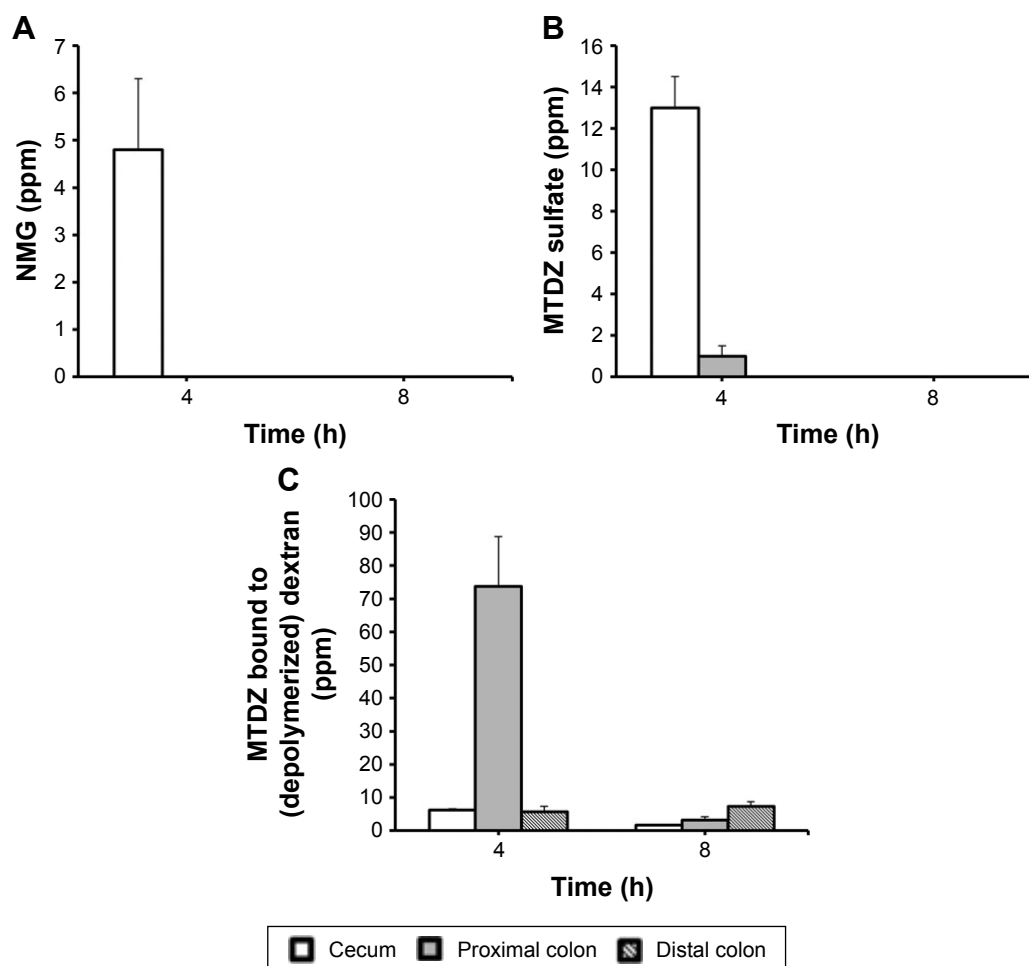 A
NMG (ppm)
7
6
5
4
3
2
1
0
4
8
Time (h)
B
MTDZ sulfate (ppm)
16
14
12
10
8
6
4
2
0
4
8
Time (h)
C
MTDZ bound to
(depolymerized) dextran
(ppm)
100
90
80
70
60
50
40
30
20
10
0
4
8
Time (h)
Cecum
Proximal colon
Distal colon